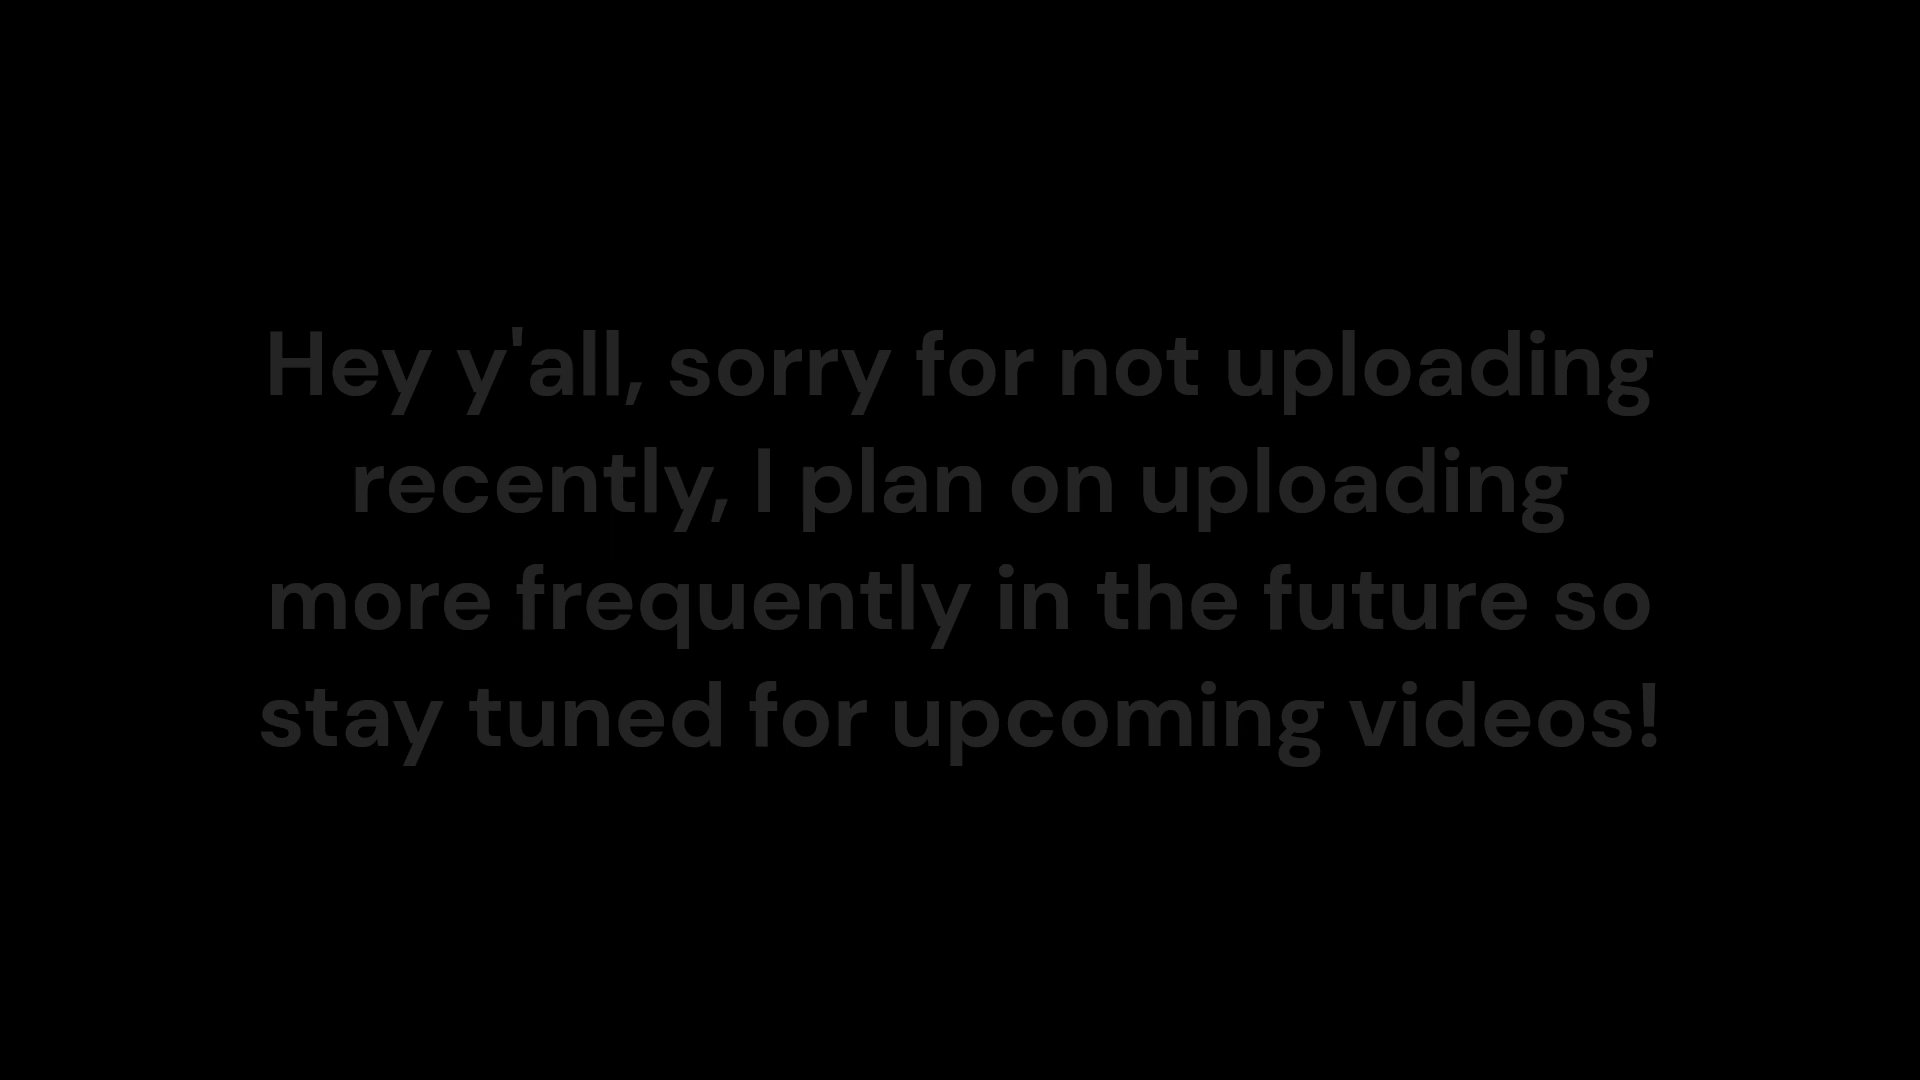 Hey y'all, sorry for not uploading
recently, I plan on uploading
more frequently in the future so
stay tuned for upcoming videos!